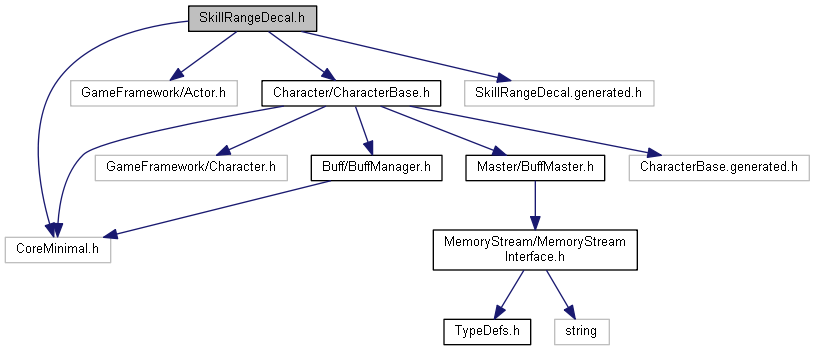 SkillRangeDecal.h
GameFramework/Actor.h
Character/CharacterBase.h
SkillRangeDecal.generated.h
GameFramework/Character.h
Buff/BuffManager.h
Master/BuffMaster.h
CharacterBase.generated.h
CoreMinimal.h
MemoryStream/MemoryStream
Interface.h
TypeDefs.h
string